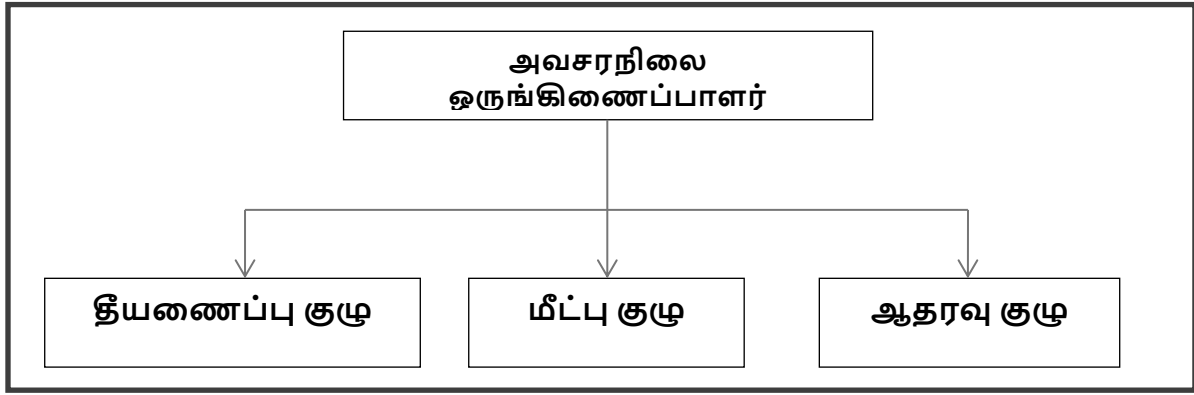 அவசரநிலை
ஒருங்கிணைப்பாளர்
தீயணைப்பு குழு
மீட்பு குழு
ஆதரவு குழு